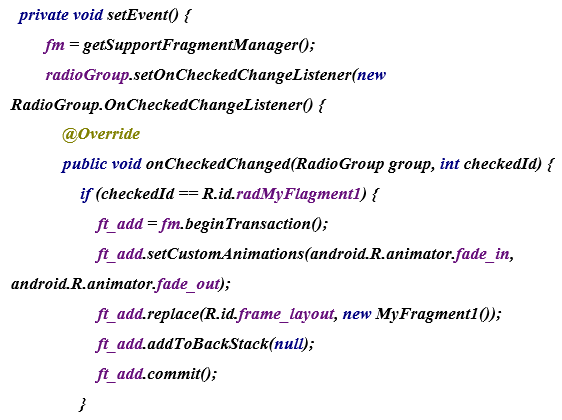 private void setEvent() {
fm = getSupportFragmentManager();
radioGroup.setOnCheckedChangeListener(new
RadioGroup.OnCheckedChangeListener() {
@Override
public void onCheckedChanged(RadioGroup group, int checkedId) {
if (checkedId == R.id.radMyFlagment1) {
ft_add = fm.beginTransaction();
ft_add.setCustomAnimations(android.R.animator.fade_in,
android.R.animator.fade_out);
ft_add.replace(R.id.frame_layout, new MyFragment1());
ft_add.addToBackStack(null);
ft_add.commit();
}